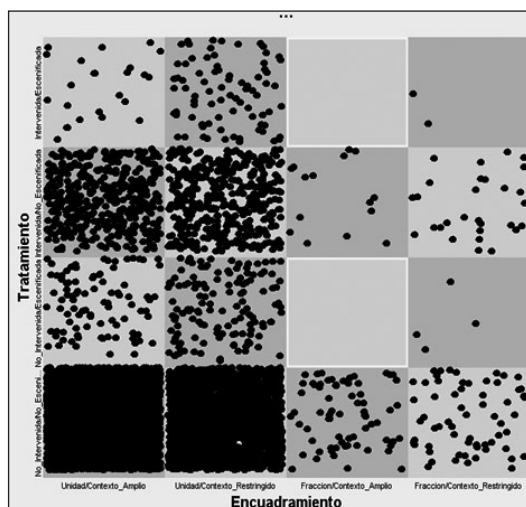 ...
Tratamiento
Intervenida/Escenificada
Intervenida/No_Escenificada
No_Intervenida/Escenificada
No_Intervenida/No_Esceni...
Unidad/Contexto_Amplio
Unidad/Contexto_Restringido
Fraccion/Contexto_Amplio
Fraccion/Contexto_Restringido
Encuadramiento